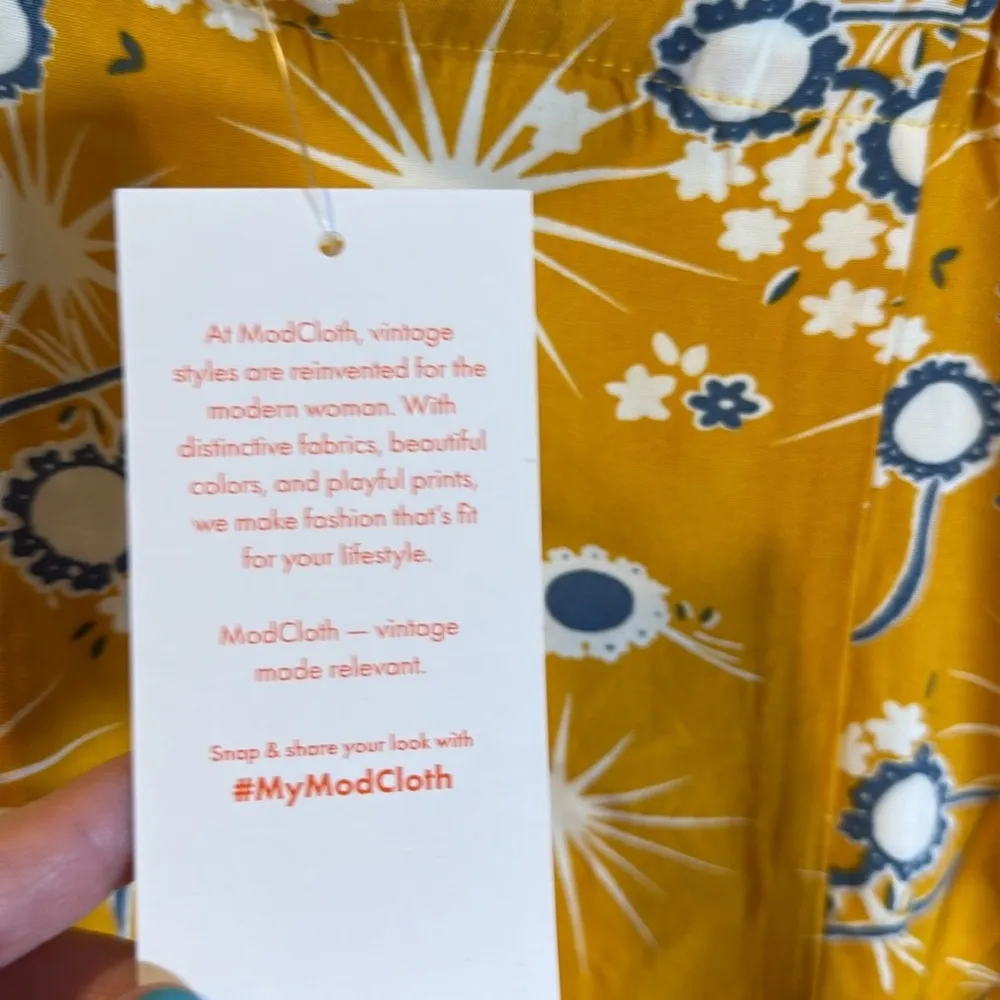 At ModCloth, vintage
styles are reinvented for the
modern woman. With
distinctive fabrics, beautiful
colors, and playful prints,
we make fashion that's fit
for your lifestyle.
ModCloth — vintage
made relevant.
Snap & share your look with
#MyModCloth